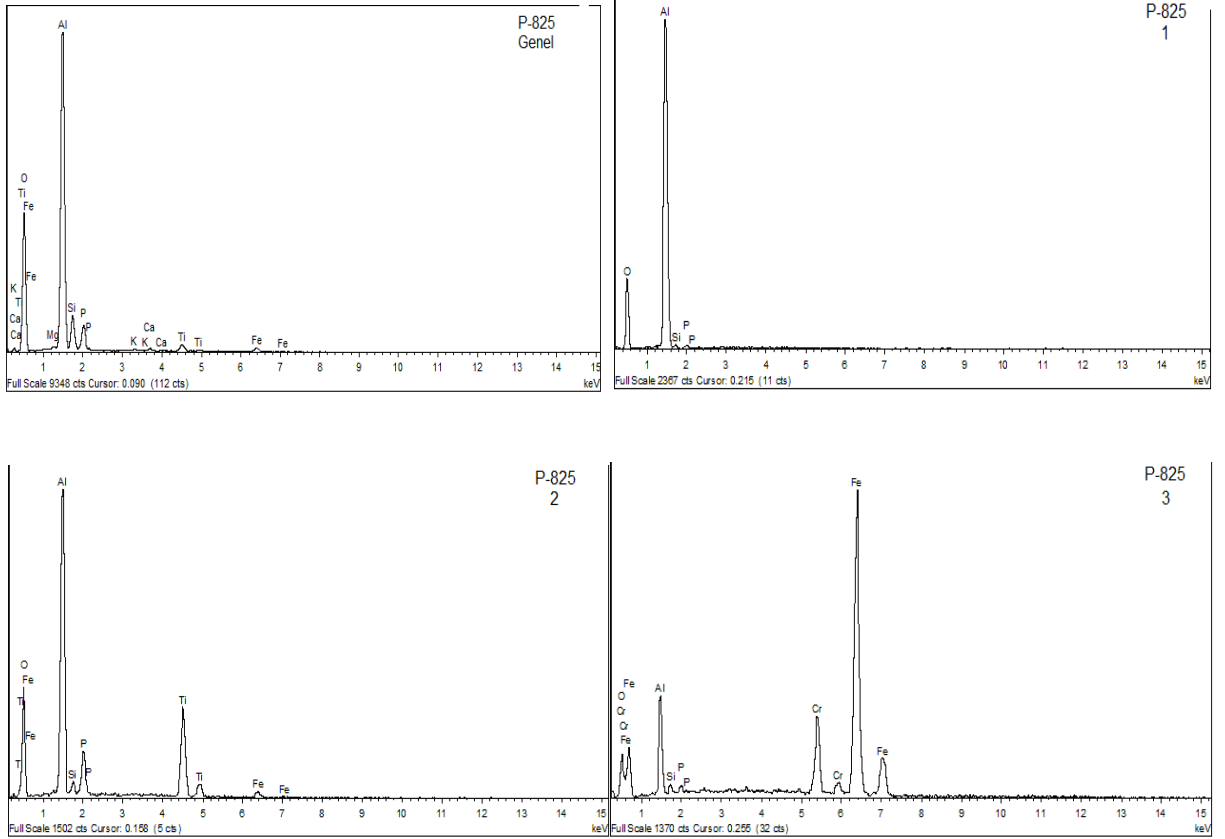 P-825
Genel
Al
O
Ti
Fe
K
Fe
T
Ca
Ca
Mg
Si
P
P
K
K
Ca
Ca
Ti
Ti
Fe
Fe
1 2 3 4 5 6 7 8 9 10 11 12 13 14 15
Full Scale 9348 cts Cursor: 0.090 (112 cts) keV
P-825
1
Al
O
Si
P
P
1 2 3 4 5 6 7 8 9 10 11 12 13 14 15
Full Scale 2367 cts Cursor: 0.215 (11 cts) keV
P-825
2
Al
O
Fe
Ti
Fe
T
Si
P
P
Ti
Ti
Fe
Fe
1 2 3 4 5 6 7 8 9 10 11 12 13 14 15
Full Scale 1502 cts Cursor: 0.158 (5 cts) keV
P-825
3
Fe
Fe
O
Cr
Cr
Fe
Al
Si
P
P
Cr
Cr
Fe
1 2 3 4 5 6 7 8 9 10 11 12 13 14 15
Full Scale 1370 cts Cursor: 0.255 (32 cts) keV